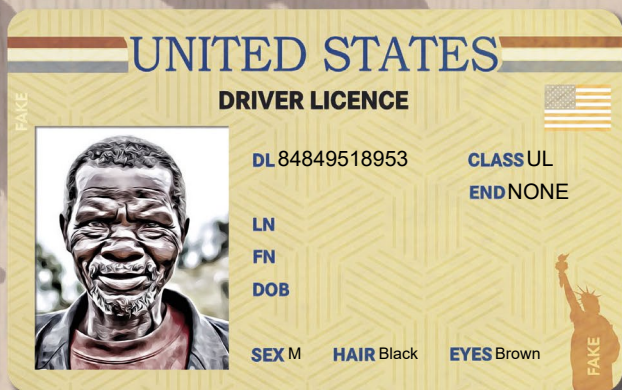 UNITED STATES
DRIVER LICENCE
FAKE
DL 84849518953 CLASS UL
END NONE
LN
FN
DOB
SEX M HAIR Black EYES Brown
FAKE